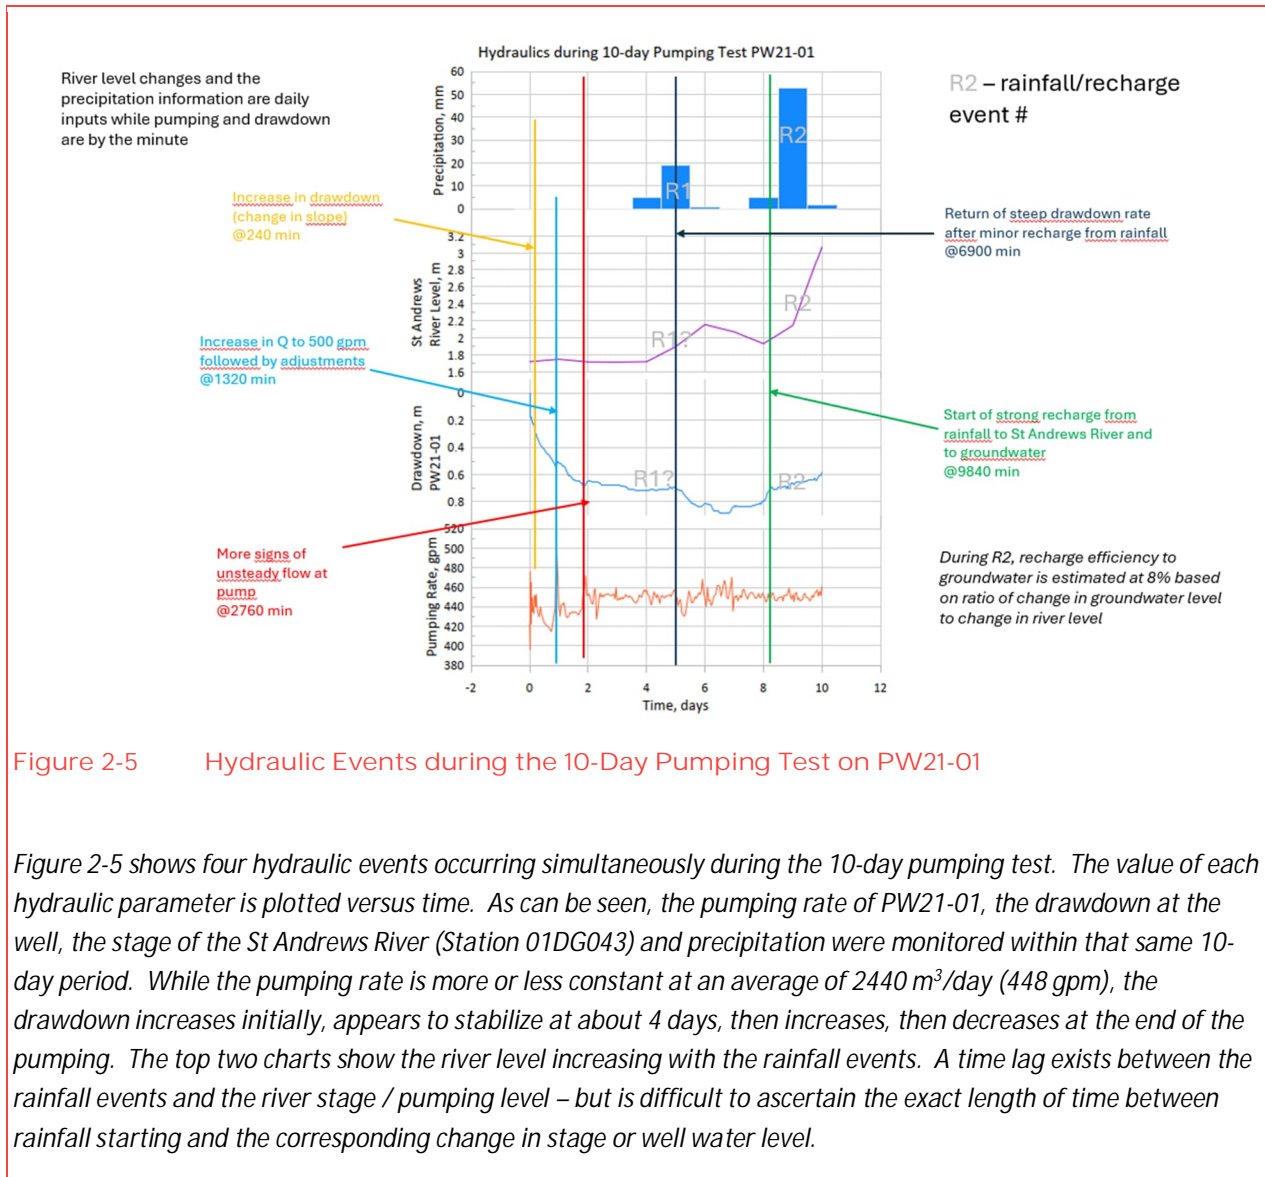 Hydraulics during 10-day Pumping Test PW21-01
River level changes and the
precipitation information are daily
inputs while pumping and drawdown
are by the minute
R2 – rainfall/recharge
event #
Precipitation, mm
60
50
40
30
20
10
0
R1
R2
Increase in drawdown
(change in slope)
@240 min
Return of steep drawdown rate
after minor recharge from rainfall
@6900 min
St Andrews
River Level, m
3.2
3
2.8
2.6
2.4
2.2
2
1.8
1.6
R1?
R2
Increase in Q to 500 gpm
followed by adjustments
@1320 min
Drawdown, m
PW21-01
0
0.2
0.4
0.6
0.8
R1?
R2
Start of strong recharge from
rainfall to St Andrews River and
to groundwater
@9840 min
More signs of
unsteady flow at
pump
@2760 min
Pumping Rate, gpm
520
500
480
460
440
420
400
380
During R2, recharge efficiency to
groundwater is estimated at 8% based
on ratio of change in groundwater level
to change in river level
-2 0 2 4 6 8 10 12
Time, days
Figure 2-5 Hydraulic Events during the 10-Day Pumping Test on PW21-01
Figure 2-5 shows four hydraulic events occurring simultaneously during the 10-day pumping test. The value of each
hydraulic parameter is plotted versus time. As can be seen, the pumping rate of PW21-01, the drawdown at the
well, the stage of the St Andrews River (Station 01DG043) and precipitation were monitored within that same 10-
day period. While the pumping rate is more or less constant at an average of 2440 m³/day (448 gpm), the
drawdown increases initially, appears to stabilize at about 4 days, then increases, then decreases at the end of the
pumping. The top two charts show the river level increasing with the rainfall events. A time lag exists between the
rainfall events and the river stage / pumping level – but is difficult to ascertain the exact length of time between
rainfall starting and the corresponding change in stage or well water level.